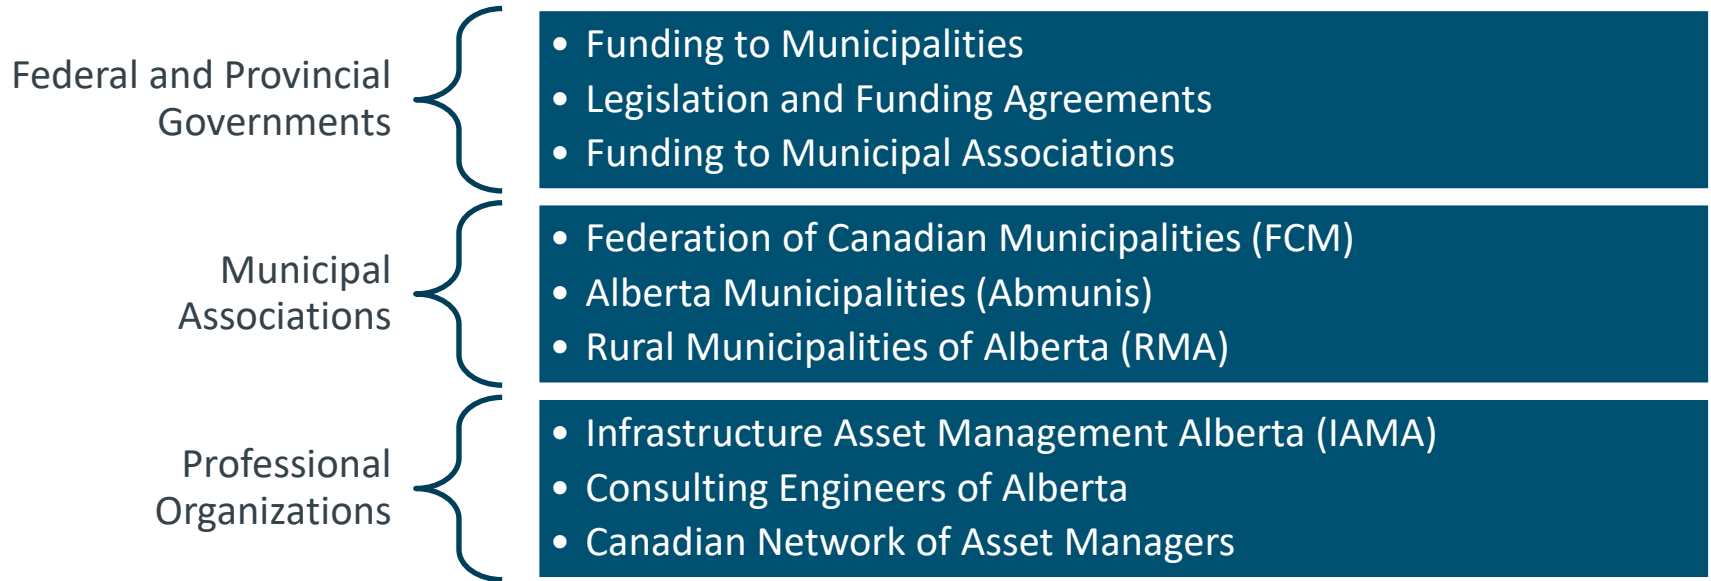 Federal and Provincial
Governments
• Funding to Municipalities
• Legislation and Funding Agreements
• Funding to Municipal Associations
Municipal
Associations
• Federation of Canadian Municipalities (FCM)
• Alberta Municipalities (Abmunis)
• Rural Municipalities of Alberta (RMA)
Professional
Organizations
• Infrastructure Asset Management Alberta (IAMA)
• Consulting Engineers of Alberta
• Canadian Network of Asset Managers